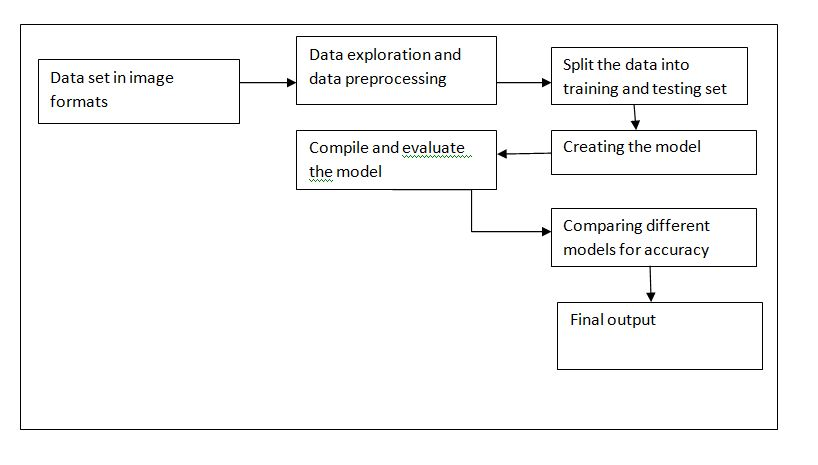 Data set in image
formats
Data exploration and
data preprocessing
Split the data into
training and testing set
Creating the model
Compile and evaluate
the model
Comparing different
models for accuracy
Final output